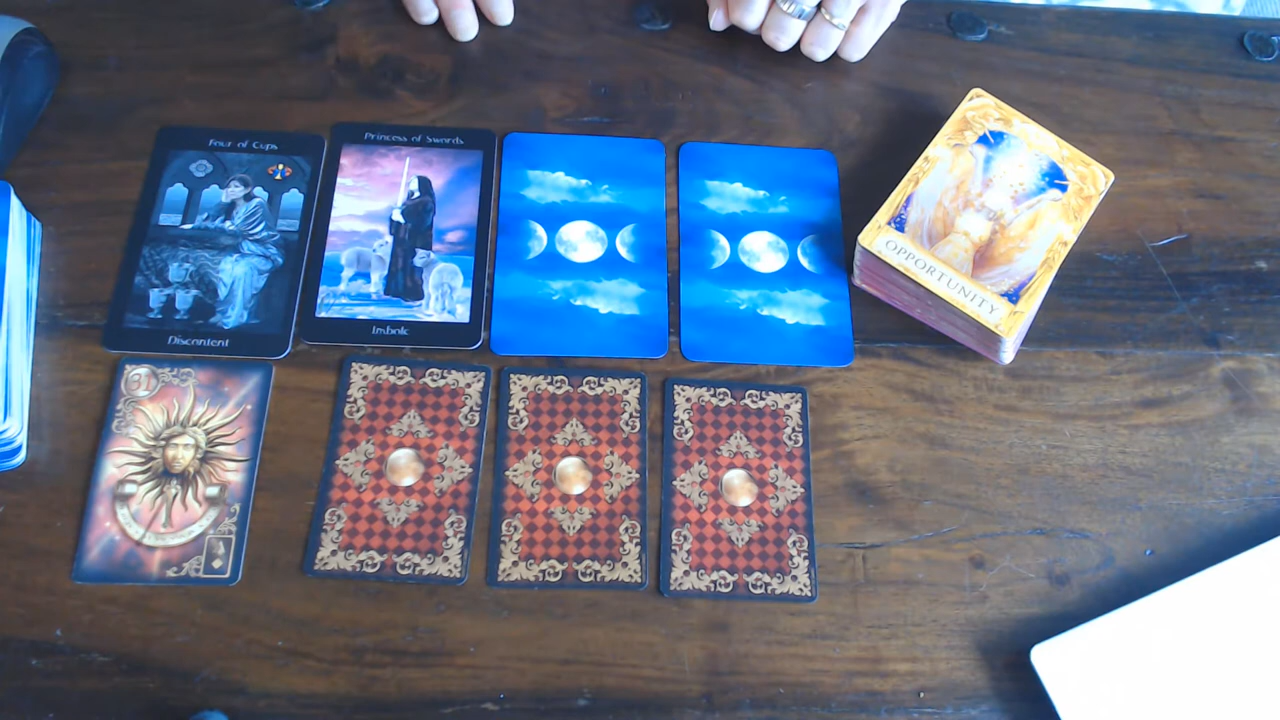 Four of Cups
Princess of Swords
Discontent
Imbolc
OPPORTUNITY
31